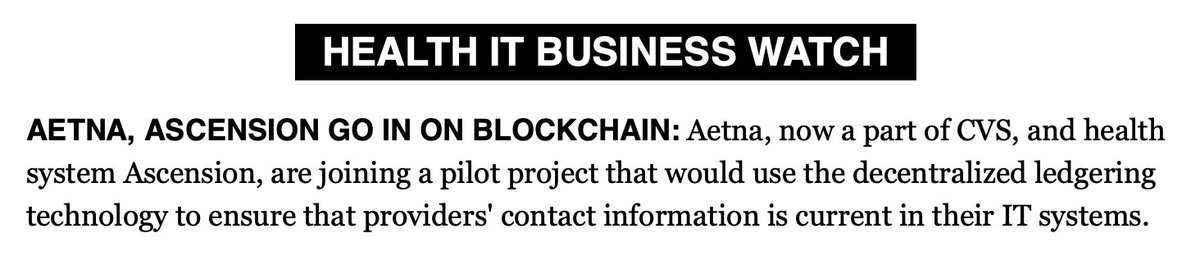 HEALTH IT BUSINESS WATCH
AETNA, ASCENSION GO IN ON BLOCKCHAIN: Aetna, now a part of CVS, and health
system Ascension, are joining a pilot project that would use the decentralized ledgering
technology to ensure that providers' contact information is current in their IT systems.